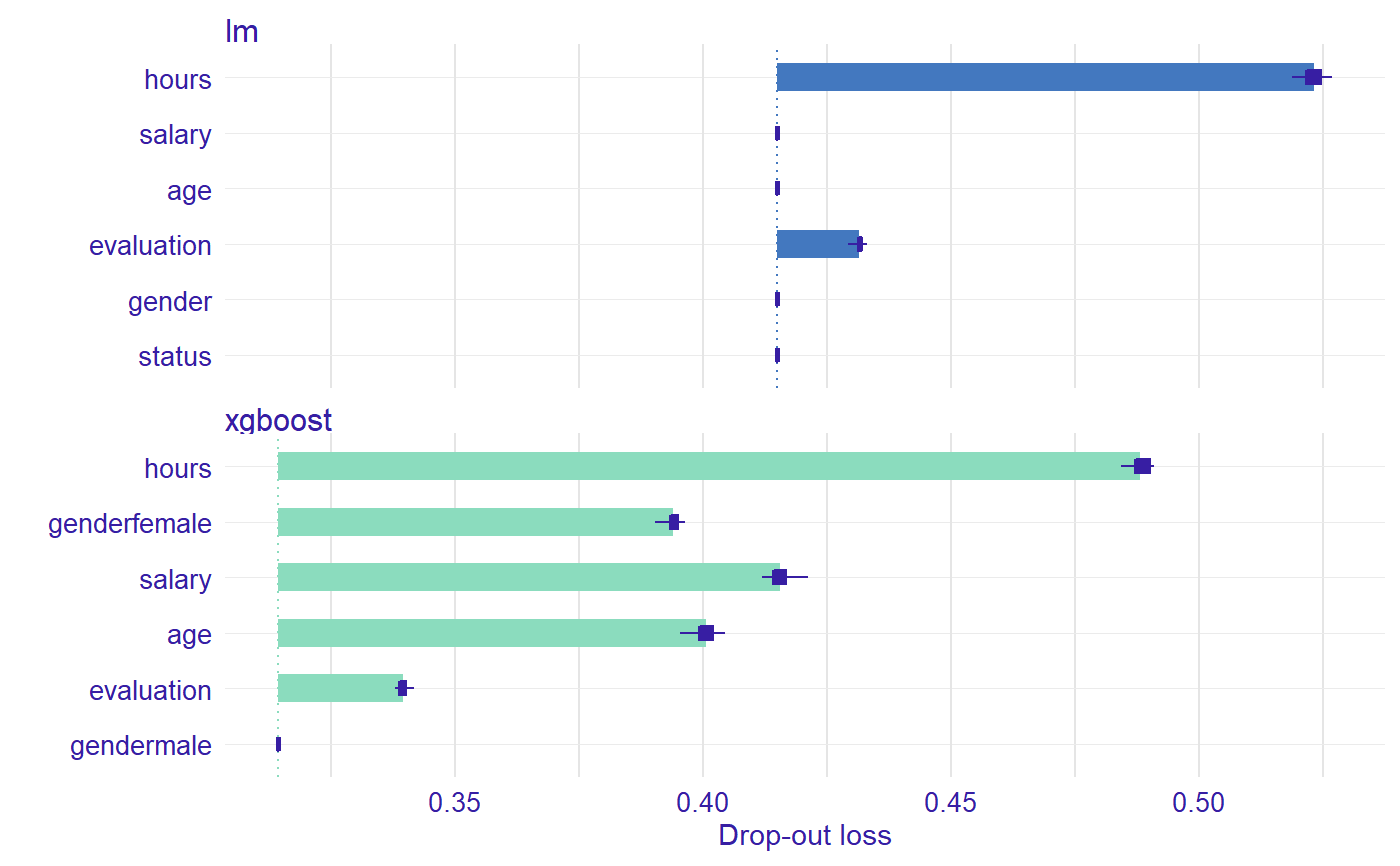 lm
hours
salary
age
evaluation
gender
status
xgboost
hours
genderfemale
salary
age
evaluation
gendermale
0.35 0.40 0.45 0.50
Drop-out loss